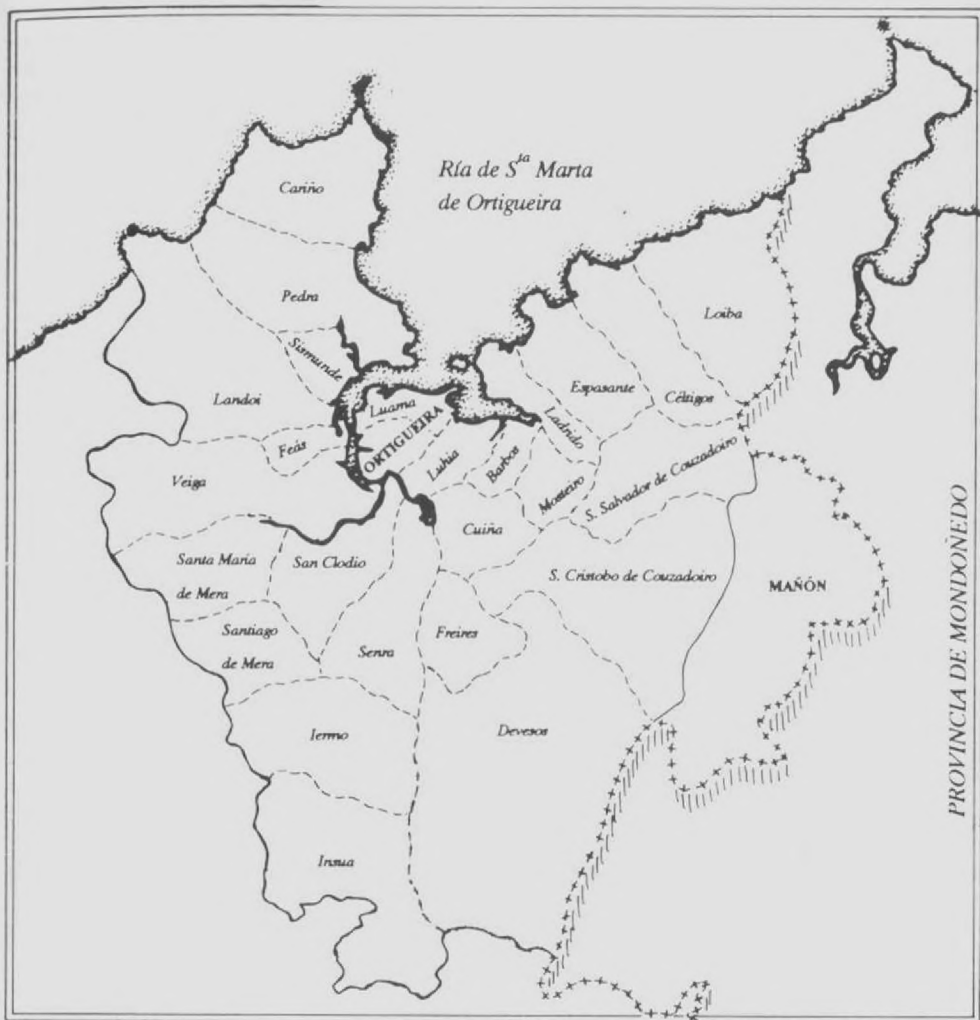 Ría de Sta Marta
de Ortigueira
Cariño
Pedra
Sismunde
Landoi
Loiba
Espasante
Céltigos
Ladrido
Luama
ORTIGUEIRA
Feás
Luhia
Barbos
Mosteiro
S. Salvador de Couzadoiro
Veiga
Cuiña
Santa María
de Mera
San Clodio
S. Cristobo de Couzadoiro
MAÑÓN
Santiago
de Mera
Senra
Freires
Iermo
Devesos
Insua
PROVINCIA DE MONDOÑEDO